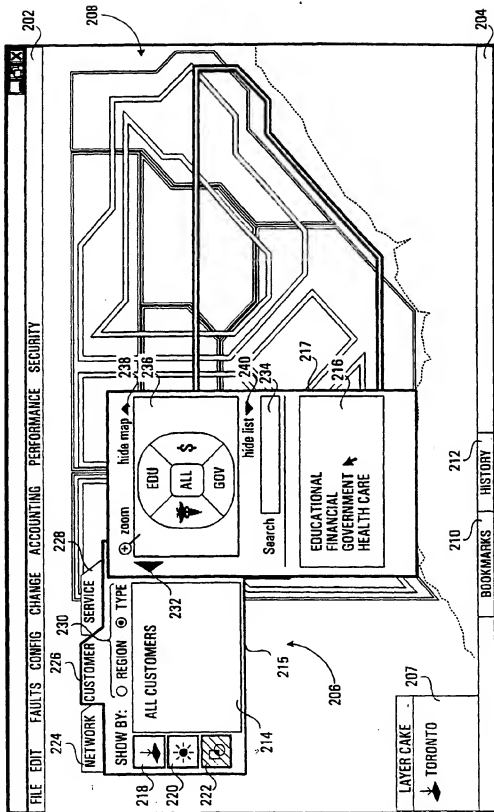 202
FILE EDIT FAULTS CONFIG CHANGE ACCOUNTING PERFORMANCE SECURITY
208
224
226
228
NETWORK CUSTOMER SERVICE
230
SHOW BY: REGION TYPE
ALL CUSTOMERS
218
220
222
214
215
206
232
zoom
hide map
238
236
EDU
ALL
$
GOV
hide list
240
234
Search
217
216
EDUCATIONAL
FINANCIAL
GOVERNMENT
HEALTH CARE
LAYER CAKE
207
TORONTO
210
212
BOOKMARKS HISTORY
204